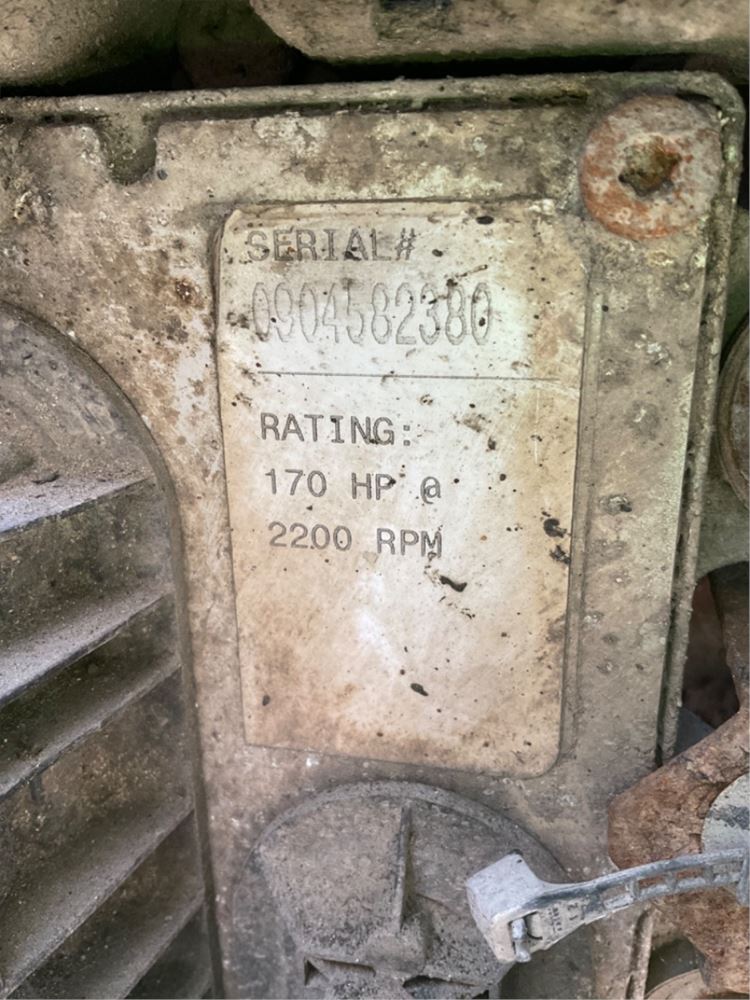 SERIAL#
0904582380
RATING:
170 HP @
2200 RPM